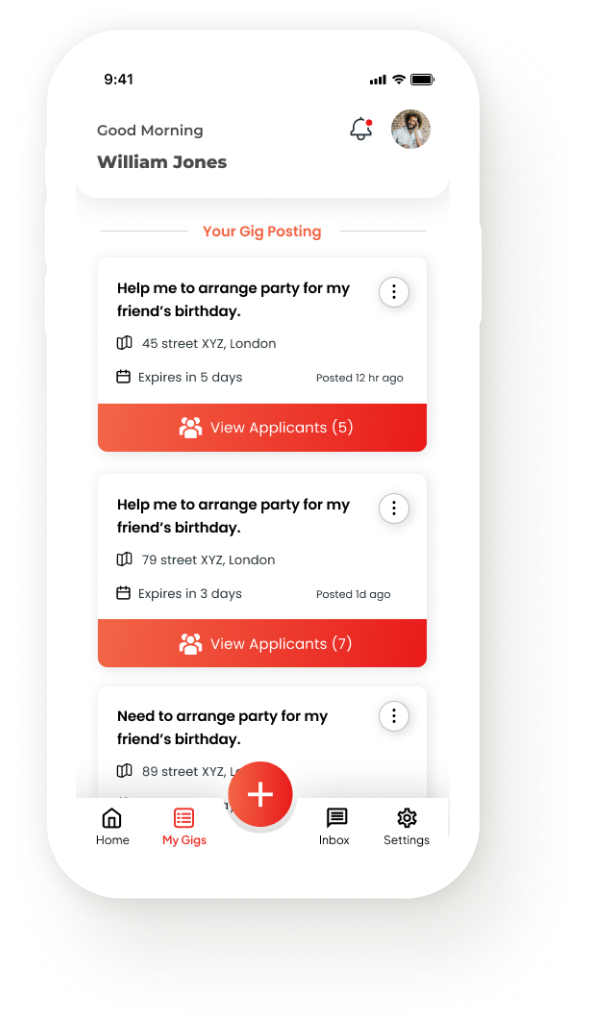 9:41
Good Morning
William Jones
Your Gig Posting
Help me to arrange party for my
friend's birthday.
45 street XYZ, London
Expires in 5 days
Posted 12 hr ago
View Applicants (5)
Help me to arrange party for my
friend's birthday.
79 street XYZ, London
Expires in 3 days
Posted 1d ago
View Applicants (7)
Need to arrange party for my
friend's birthday.
89 street XYZ,
Home
My Gigs
Inbox
Settings